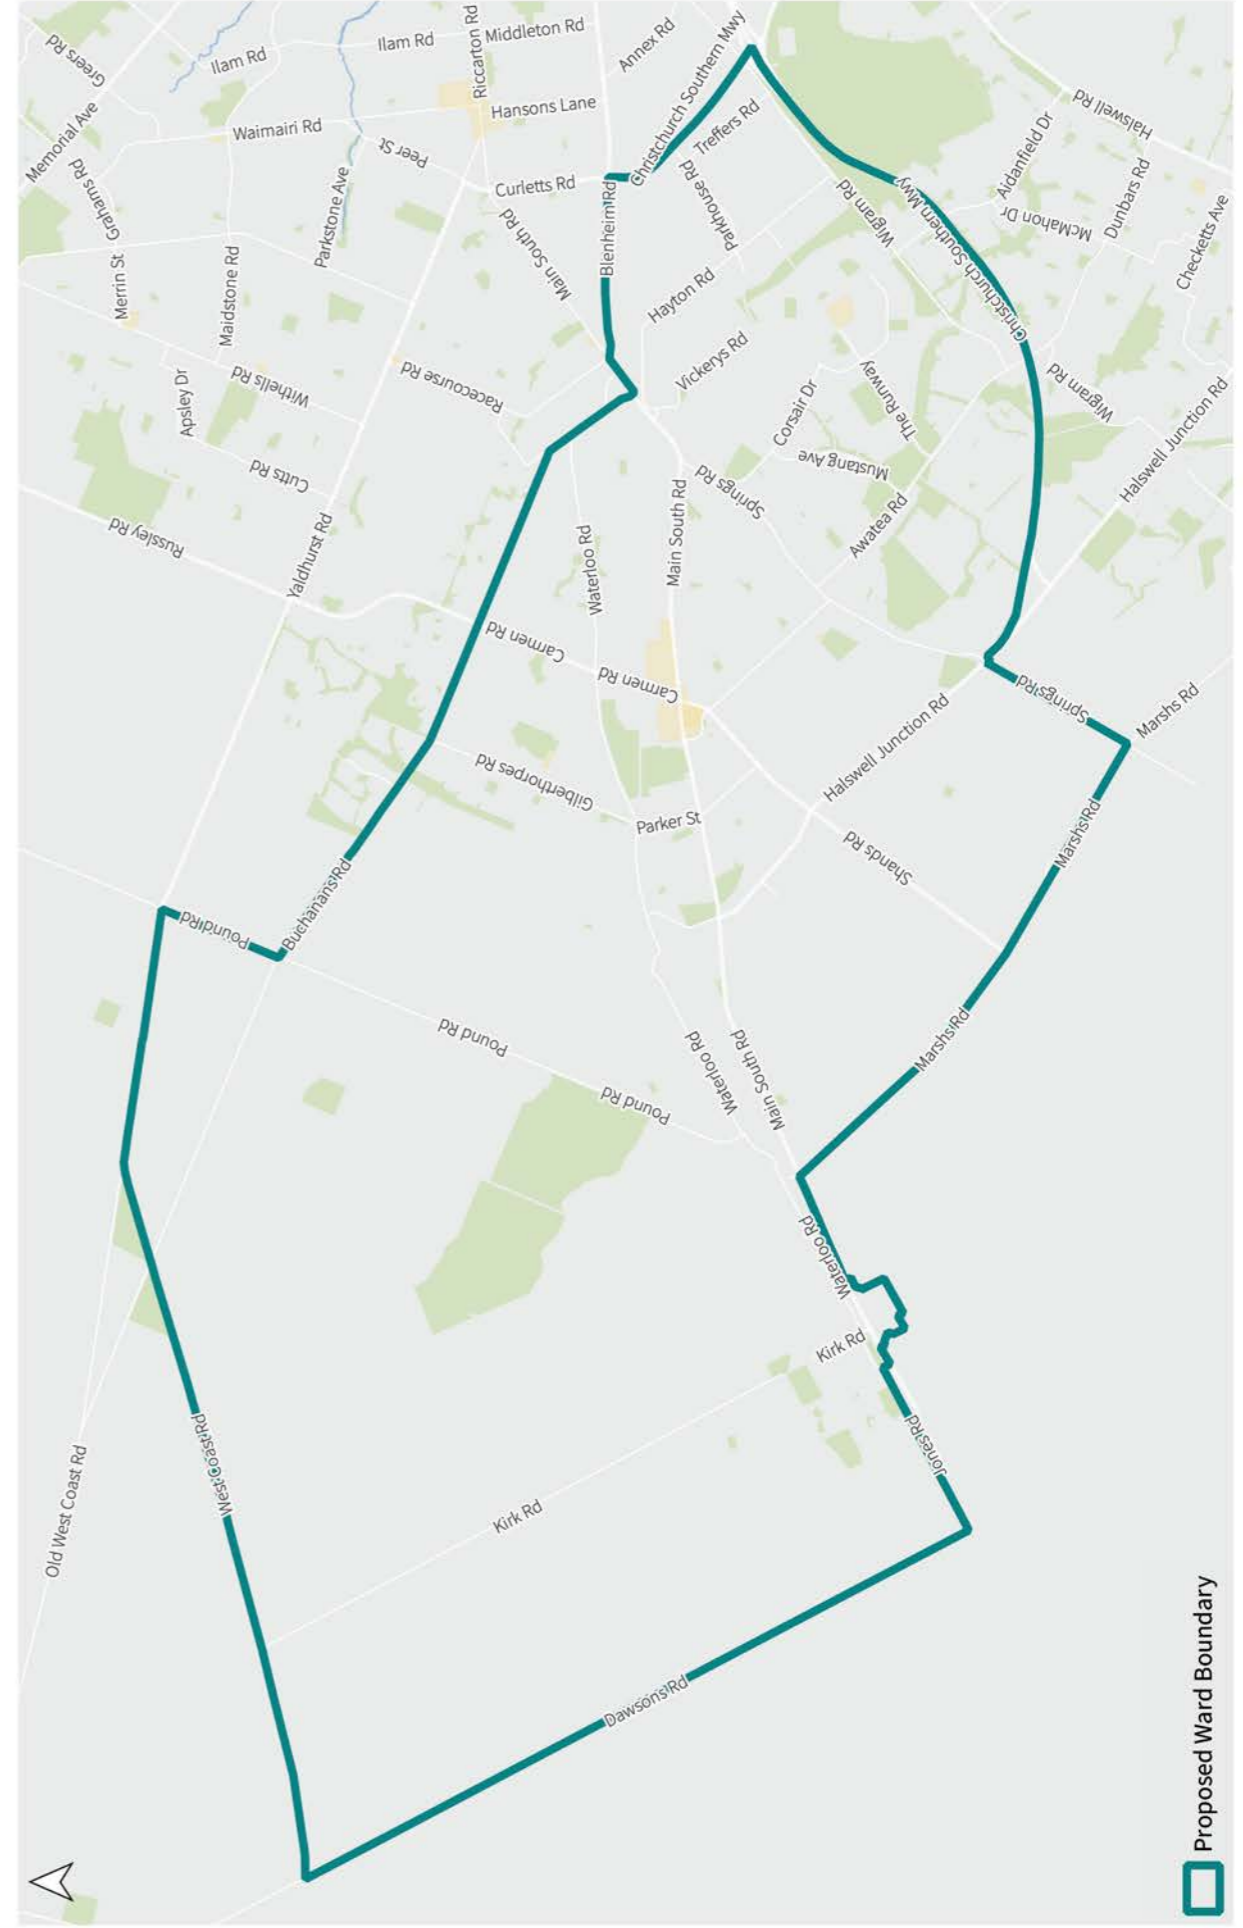 Greers Rd
Ilam Rd
Ilam Rd
Riccarton Rd
Middleton Rd
Annex Rd
Christchurch Southern Mwy
Memorial Ave
Waimairi Rd
Hansons Lane
Treffers Rd
Halswell Rd
Grahams Rd
Peer St
Curletts Rd
Parkhouse Rd
Aidanfield Dr
Dunbars Rd
Parkstone Ave
Main South Rd
Blenheim Rd
Wigram Rd
McMahon Dr
Checketts Ave
Merrin St
Maidstone Rd
Hayton Rd
Christchurch Southern Mwy
Apsley Dr
Withells Rd
Racecourse Rd
Vickerys Rd
The Runway
Wigram Rd
Corsair Dr
Halswell Junction Rd
Cutts Rd
Mustang Ave
Springs Rd
Russley Rd
Yaldhurst Rd
Waterloo Rd
Main South Rd
Awatea Rd
Carmen Rd
Carmen Rd
Springs Rd
Marshs Rd
Gilberthorpes Rd
Halswell Junction Rd
Parker St
Shands Rd
Marshs Rd
Pound Rd
Buchanans Rd
Pound Rd
Waterloo Rd
Main South Rd
Marshs Rd
Pound Rd
Waterloo Rd
Kirk Rd
Old West Coast Rd
West Coast Rd
Jones Rd
Kirk Rd
Dawsons Rd
Proposed Ward Boundary